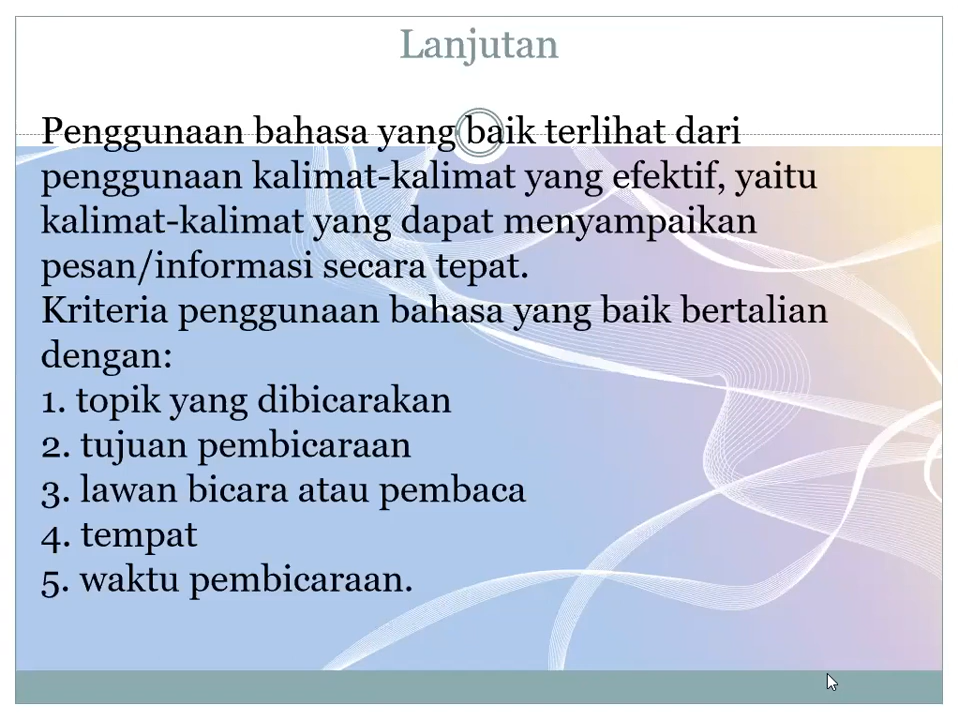 Lanjutan
Penggunaan bahasa yang baik terlihat dari
penggunaan kalimat-kalimat yang efektif, yaitu
kalimat-kalimat yang dapat menyampaikan
pesan/informasi secara tepat.
Kriteria penggunaan bahasa yang baik bertalian
dengan:
1. topik yang dibicarakan
2. tujuan pembicaraan
3. lawan bicara atau pembaca
4. tempat
5. waktu pembicaraan.